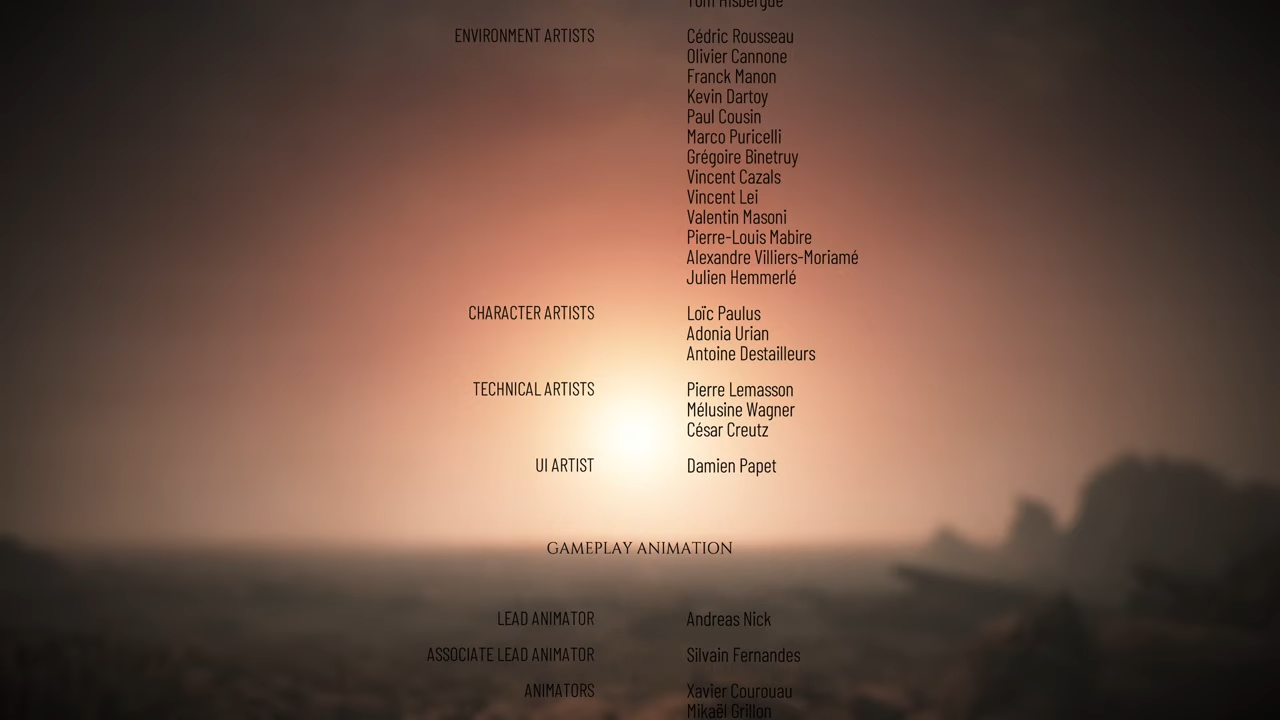 Tom Hisbergue
ENVIRONMENT ARTISTS Cédric Rousseau
Olivier Cannone
Franck Manon
Kevin Dartoy
Paul Cousin
Marco Puricelli
Grégoire Binetruy
Vincent Cazals
Vincent Lei
Valentin Masoni
Pierre-Louis Mabire
Alexandre Villiers-Moriamé
Julien Hemmerlé
CHARACTER ARTISTS Loïc Paulus
Adonia Urian
Antoine Destailleurs
TECHNICAL ARTISTS Pierre Lemasson
Mélusine Wagner
César Creutz
UI ARTIST Damien Papet
GAMEPLAY ANIMATION
LEAD ANIMATOR Andreas Nick
ASSOCIATE LEAD ANIMATOR Silvain Fernandes
ANIMATORS Xavier Courouau
Mikaël Grillon